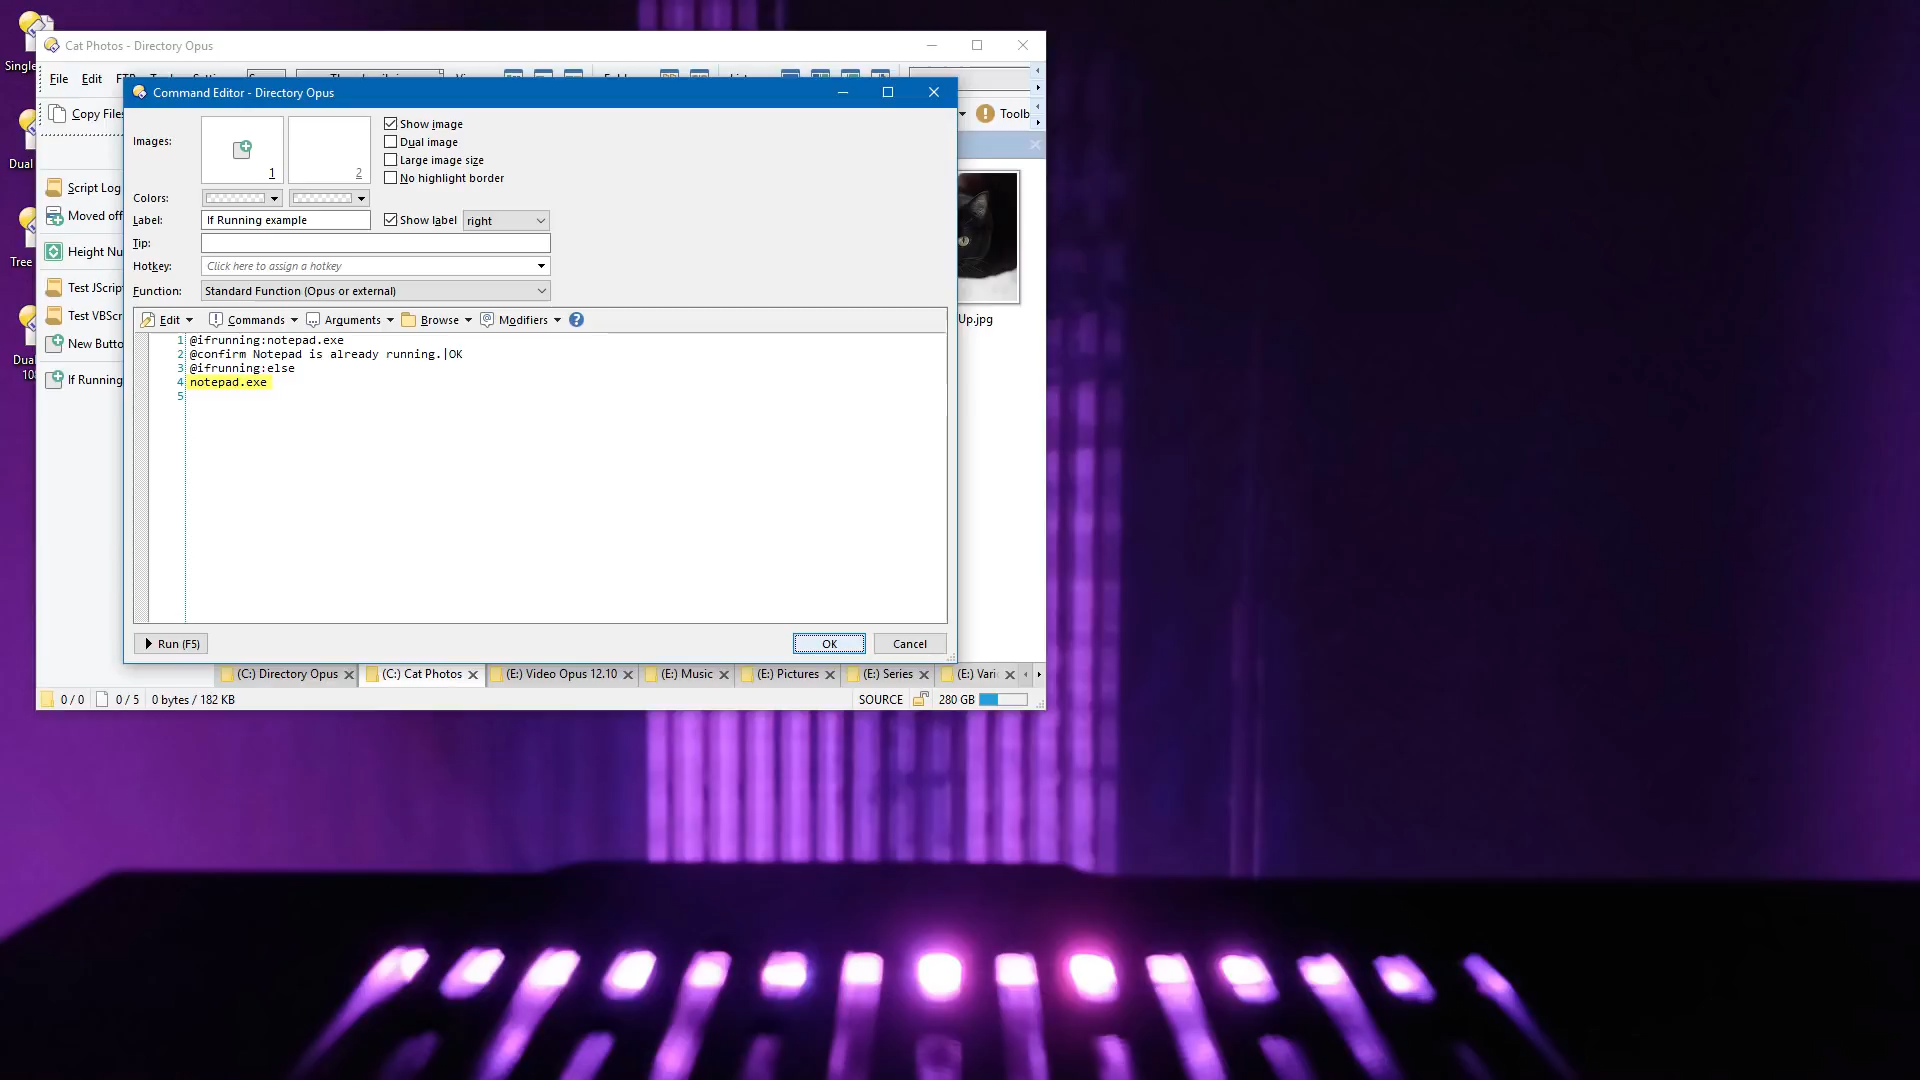 Single
Dual
Tree
Dual
10
Cat Photos - Directory Opus
File Edit
Copy Files
Toolb
Command Editor - Directory Opus
Images:
1
2
Show image
Dual image
Large image size
No highlight border
Colors:
Label: If Running example Show label right
Tip:
Hotkey: Click here to assign a hotkey
Function: Standard Function (Opus or external)
Edit Commands Arguments Browse Modifiers ?
1 @ifrunning:notepad.exe
2 @confirm Notepad is already running.|OK
3 @ifrunning:else
4 notepad.exe
5
Run (F5) OK Cancel
Script Log
Moved off
Height Nu
Test JScrip
Test VBScr
New Butto
If Running
Up.jpg
(C:) Directory Opus (C:) Cat Photos (E:) Video Opus 12.10 (E:) Music (E:) Pictures (E:) Series (E:) Vari
0 / 0 0 / 5 0 bytes / 182 KB SOURCE 280 GB